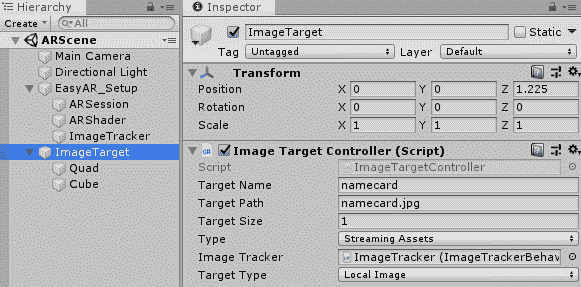 Hierarchy
Create All
ARScene
Main Camera
Directional Light
EasyAR_Setup
ARSession
ARShader
ImageTracker
ImageTarget
Quad
Cube
Inspector
ImageTarget Static
Tag Untagged Layer Default
Transform
Position X 0 Y 0 Z 1.225
Rotation X 0 Y 0 Z 0
Scale X 1 Y 1 Z 1
Image Target Controller (Script)
Script ImageTargetController
Target Name namecard
Target Path namecard.jpg
Target Size 1
Type Streaming Assets
Image Tracker ImageTracker (ImageTrackerBehav
Target Type Local Image